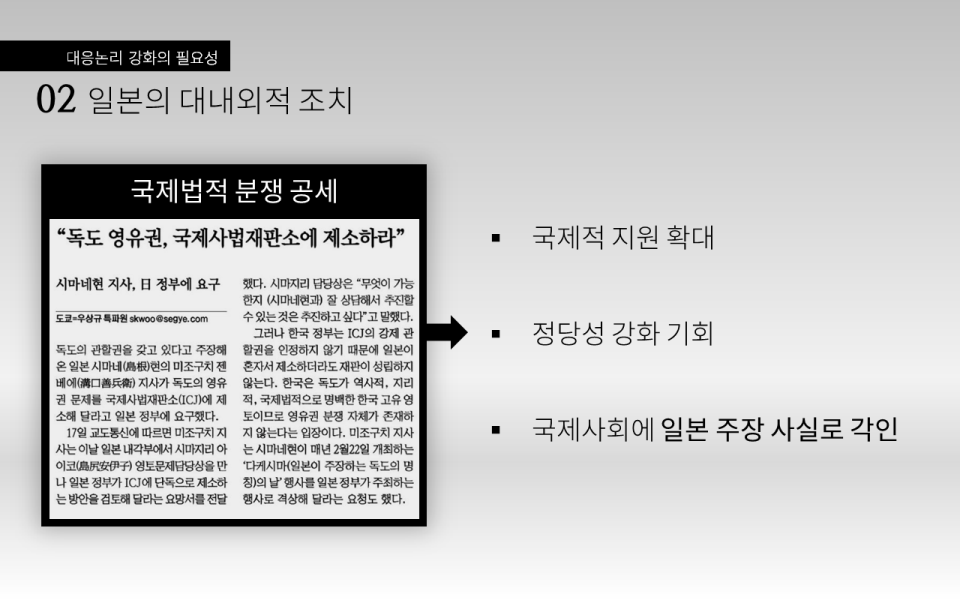 대응논리 강화의 필요성
02 일본의 대내외적 조치
국제법적 분쟁 공세
“독도 영유권, 국제사법재판소에 제소하라”
시마네현 지사, 日 정부에 요구
도쿄=우상규 특파원 skwoo@segye.com
독도의 관할권을 갖고 있다고 주장해
온 일본 시마네(島根)현의 미조구치 젠
베에(溝口善兵衛) 지사가 독도의 영유
권 문제를 국제사법재판소(ICJ)에 제
소해 달라고 일본 정부에 요구했다.
17일 교도통신에 따르면 미조구치 지
사는 이날 일본 내각부에서 시마지리 아
이코(島尻安伊子) 영토문제담당상을 만
나 일본 정부가 ICJ에 단독으로 제소하
는 방안을 검토해 달라는 요망서를 전달
했다. 시마지리 담당상은 “무엇이 가능
한지 (시마네현과) 잘 상담해서 추진할
수 있는 것은 추진하고 싶다”고 말했다.
그러나 한국 정부는 ICJ의 강제 관
할권을 인정하지 않기 때문에 일본이
혼자서 제소하더라도 재판이 성립하지
않는다. 한국은 독도가 역사적, 지리
적, 국제법적으로 명백한 한국 고유 영
토이므로 영유권 분쟁 자체가 존재하
지 않는다는 입장이다. 미조구치 지사
는 시마네현이 매년 2월22일 개최하는
‘다케시마(일본이 주장하는 독도의 명
칭)의 날’ 행사를 일본 정부가 주최하는
행사로 격상해 달라는 요청도 했다.
▪ 국제적 지원 확대
▪ 정당성 강화 기회
▪ 국제사회에 일본 주장 사실로 각인